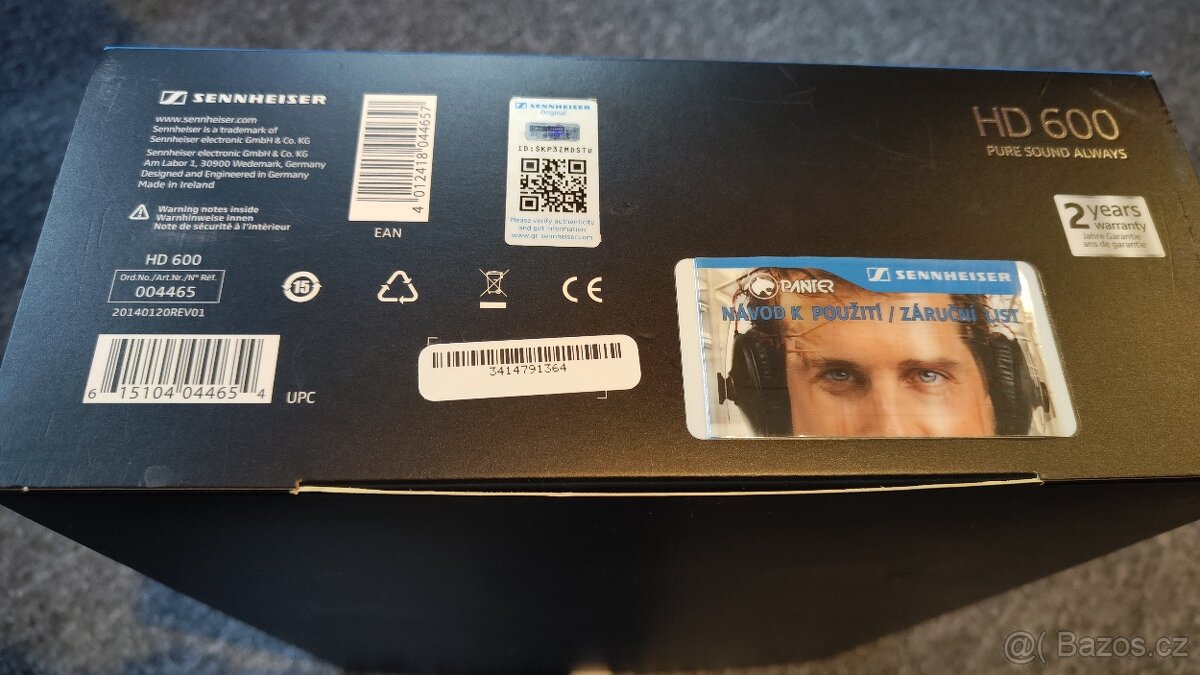 SENNHEISER
www.sennheiser.com
Sennheiser is a trademark of
Sennheiser electronic GmbH & Co. KG
Sennheiser electronic GmbH & Co. KG
Am Labor 1, 30900 Wedemark, Germany
Designed and Engineered in Germany
Made in Ireland
Warning notes inside
Warnhinweise innen
Note de sécurité à l'intérieur
HD 600
Ord.No./Art.Nr./N° Réf.
004465
20140120REV01
6 15104 04465 4
UPC
4 012418 044657
EAN
15
CE
SENNHEISER
Original
ID:SKP3ZMDST0
Please verify authenticity
and get information
www.qr-sennheiser.com
3414791364
HD 600
PURE SOUND ALWAYS
2 years
warranty
Jahre Garantie
ans de garantie
SENNHEISER
PANTER
NÁVOD K POUŽITÍ / ZÁRUČNÍ LIST
@( Bazos.cz